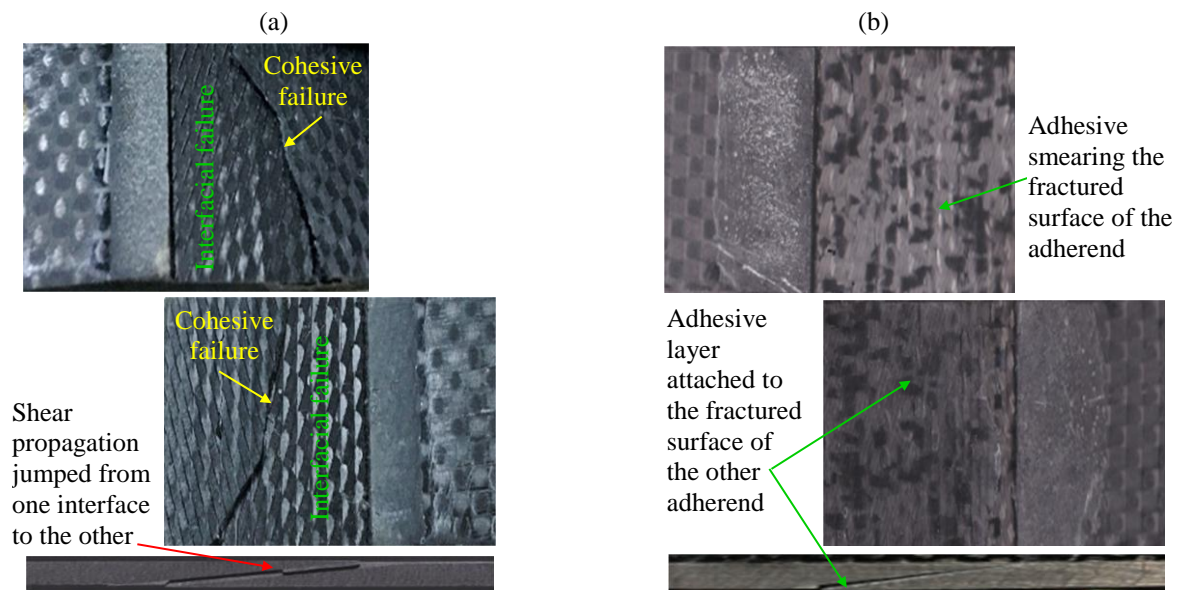 (a)
Cohesive
failure
Interfacial failure
Cohesive
failure
Interfacial failure
Shear
propagation
jumped from
one interface
to the other
(b)
Adhesive
smearing the
fractured
surface of the
adherend
Adhesive
layer
attached to
the fractured
surface of
the other
adherend